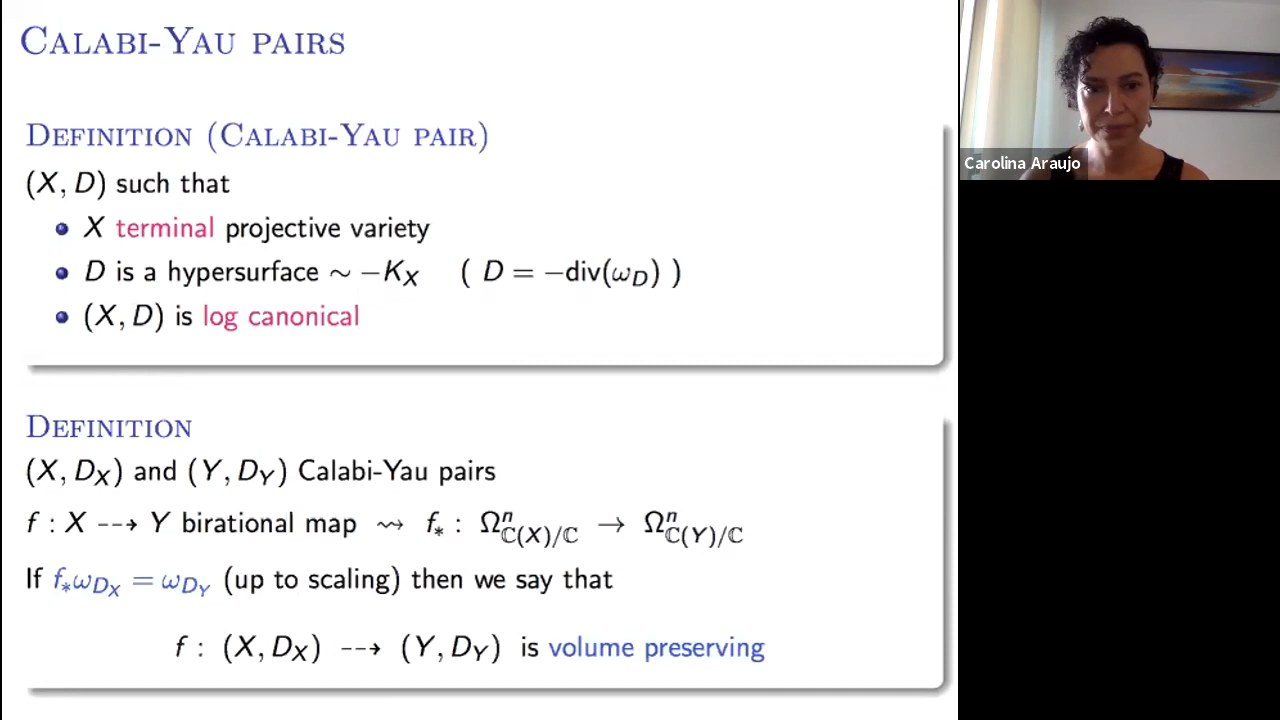 CALABI-YAU PAIRS
DEFINITION (CALABI-YAU PAIR)
(X, D) such that
• X terminal projective variety
• D is a hypersurface ∼ −K_X ( D = −div(ω_D) )
• (X, D) is log canonical
DEFINITION
(X, D_X) and (Y, D_Y) Calabi-Yau pairs
f : X ⇢ Y birational map ⇝ f_* : Ω^n_{ℂ(X)/ℂ} → Ω^n_{ℂ(Y)/ℂ}
If f_*ω_{D_X} = ω_{D_Y} (up to scaling) then we say that
f : (X, D_X) ⇢ (Y, D_Y) is volume preserving
Carolina Araujo